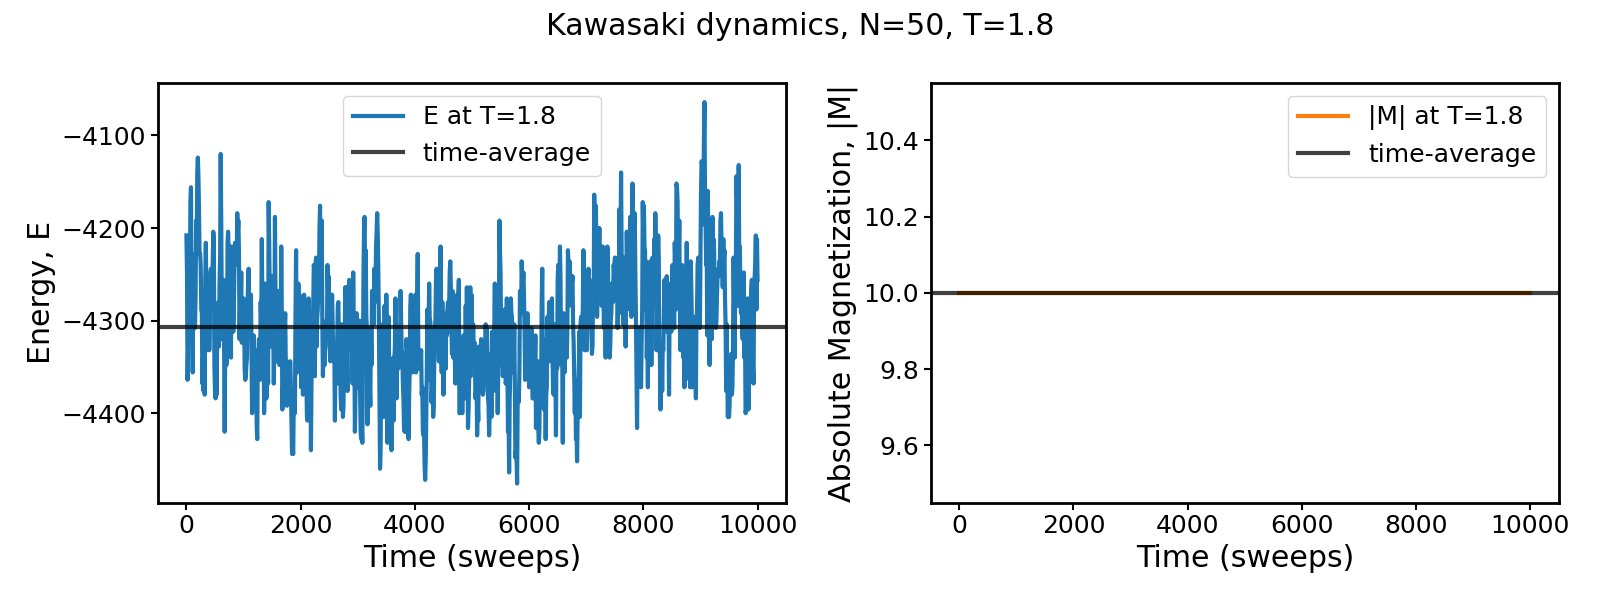 Kawasaki dynamics, N=50, T=1.8
Energy, E
−4100
−4200
−4300
−4400
E at T=1.8
time-average
0 2000 4000 6000 8000 10000
Time (sweeps)
Absolute Magnetization, |M|
10.4
10.2
10.0
9.8
9.6
|M| at T=1.8
time-average
0 2000 4000 6000 8000 10000
Time (sweeps)